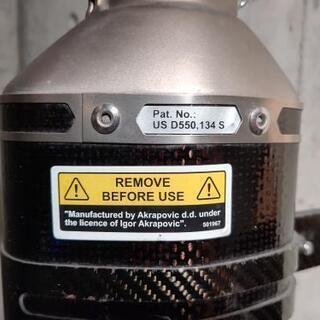 Pat. No.:
US D550,134 S
REMOVE
BEFORE USE
"Manufactured by Akrapovic d.d. under
the licence of Igor Akrapovic".
501967